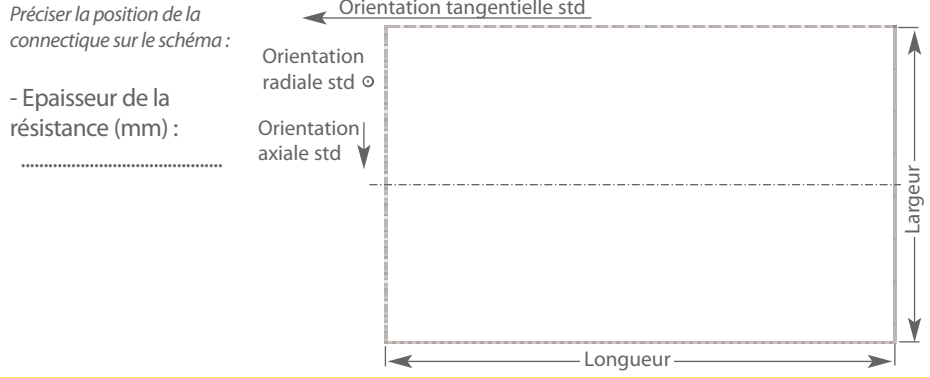 Préciser la position de la
connectique sur le schéma :
- Epaisseur de la
résistance (mm) :
..........................................
Orientation tangentielle std
Orientation
radiale std
Orientation
axiale std
Largeur
Longueur